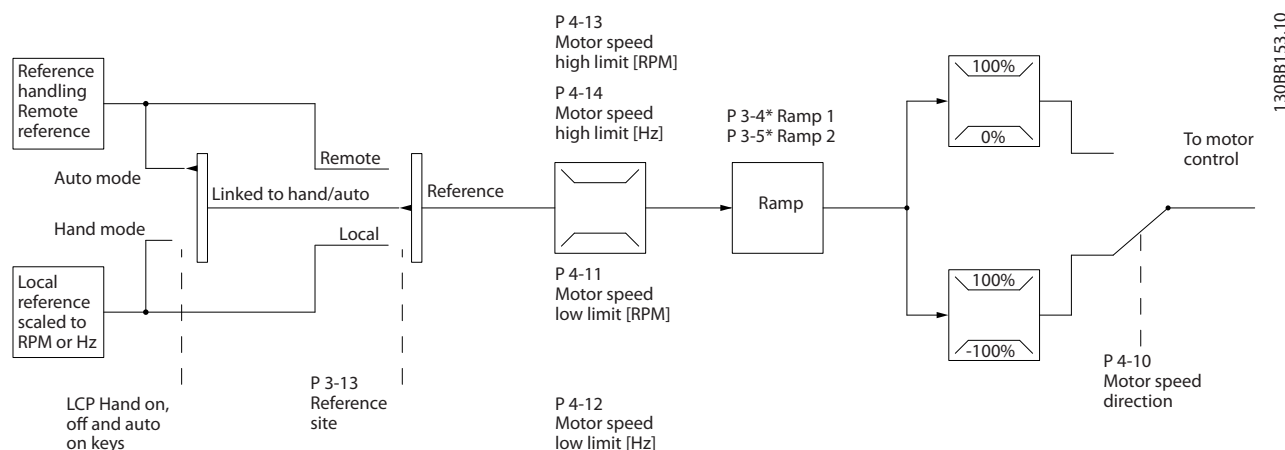 Reference
handling
Remote
reference
Auto mode
Hand mode
Local
reference
scaled to
RPM or Hz
LCP Hand on,
off and auto
on keys
Linked to hand/auto
Remote
Local
P 3-13
Reference
site
Reference
P 4-13
Motor speed
high limit [RPM]
P 4-14
Motor speed
high limit [Hz]
P 4-11
Motor speed
low limit [RPM]
P 4-12
Motor speed
low limit [Hz]
P 3-4* Ramp 1
P 3-5* Ramp 2
Ramp
100%
0%
100%
-100%
To motor
control
P 4-10
Motor speed
direction
130BB153.10